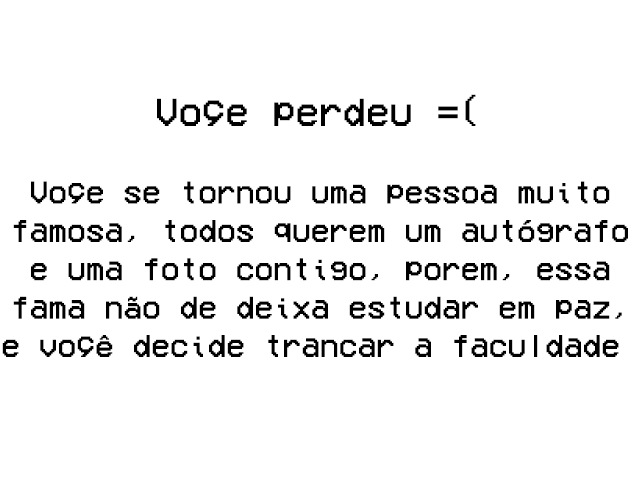 Voçe perdeu =(
Voçe se tornou uma pessoa muito
famosa, todos querem um autógrafo
e uma foto contigo, porem, essa
fama não de deixa estudar em paz,
e voçê decide trancar a faculdade